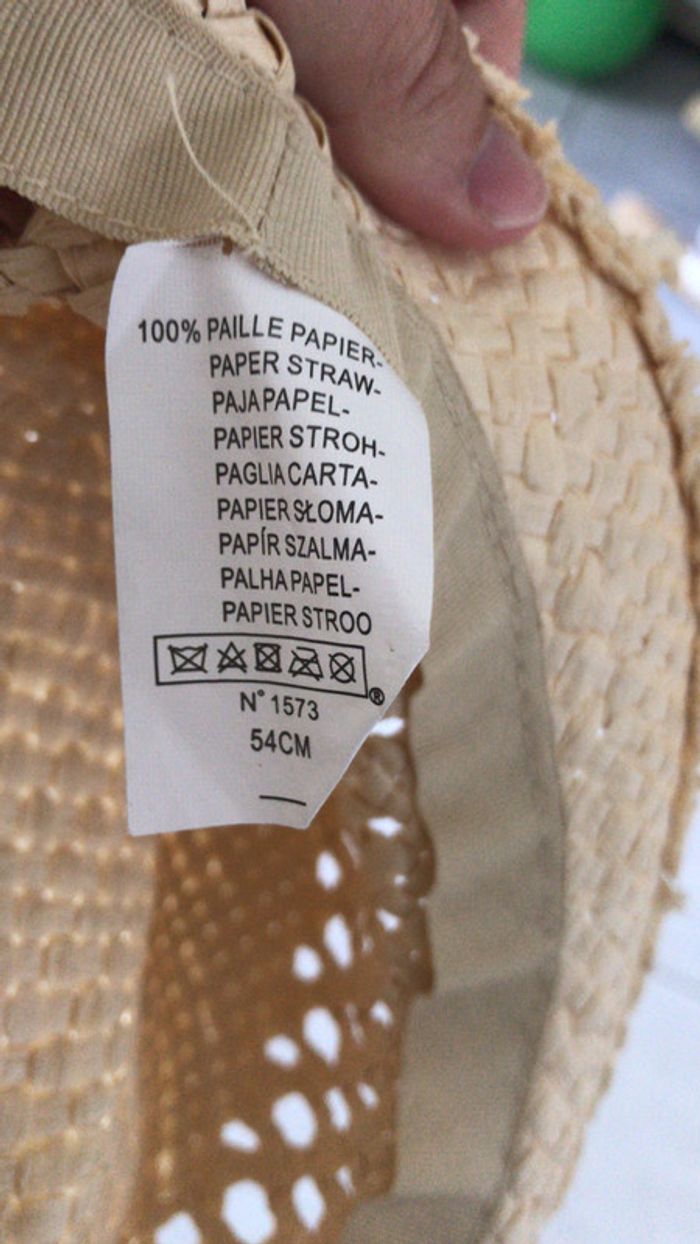 100% PAILLE PAPIER-
PAPER STRAW-
PAJA PAPEL-
PAPIER STROH-
PAGLIA CARTA-
PAPIER SŁOMA-
PAPÍR SZALMA-
PALHA PAPEL-
PAPIER STROO
®
N° 1573
54CM